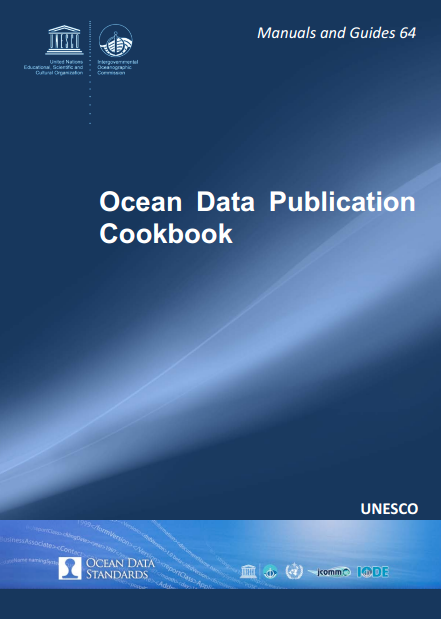 Manuals and Guides 64
United Nations
Educational, Scientific and
Cultural Organization
Intergovernmental
Oceanographic
Commission
Ocean Data Publication
Cookbook
UNESCO
OCEAN DATA
STANDARDS
jcomm
IODE